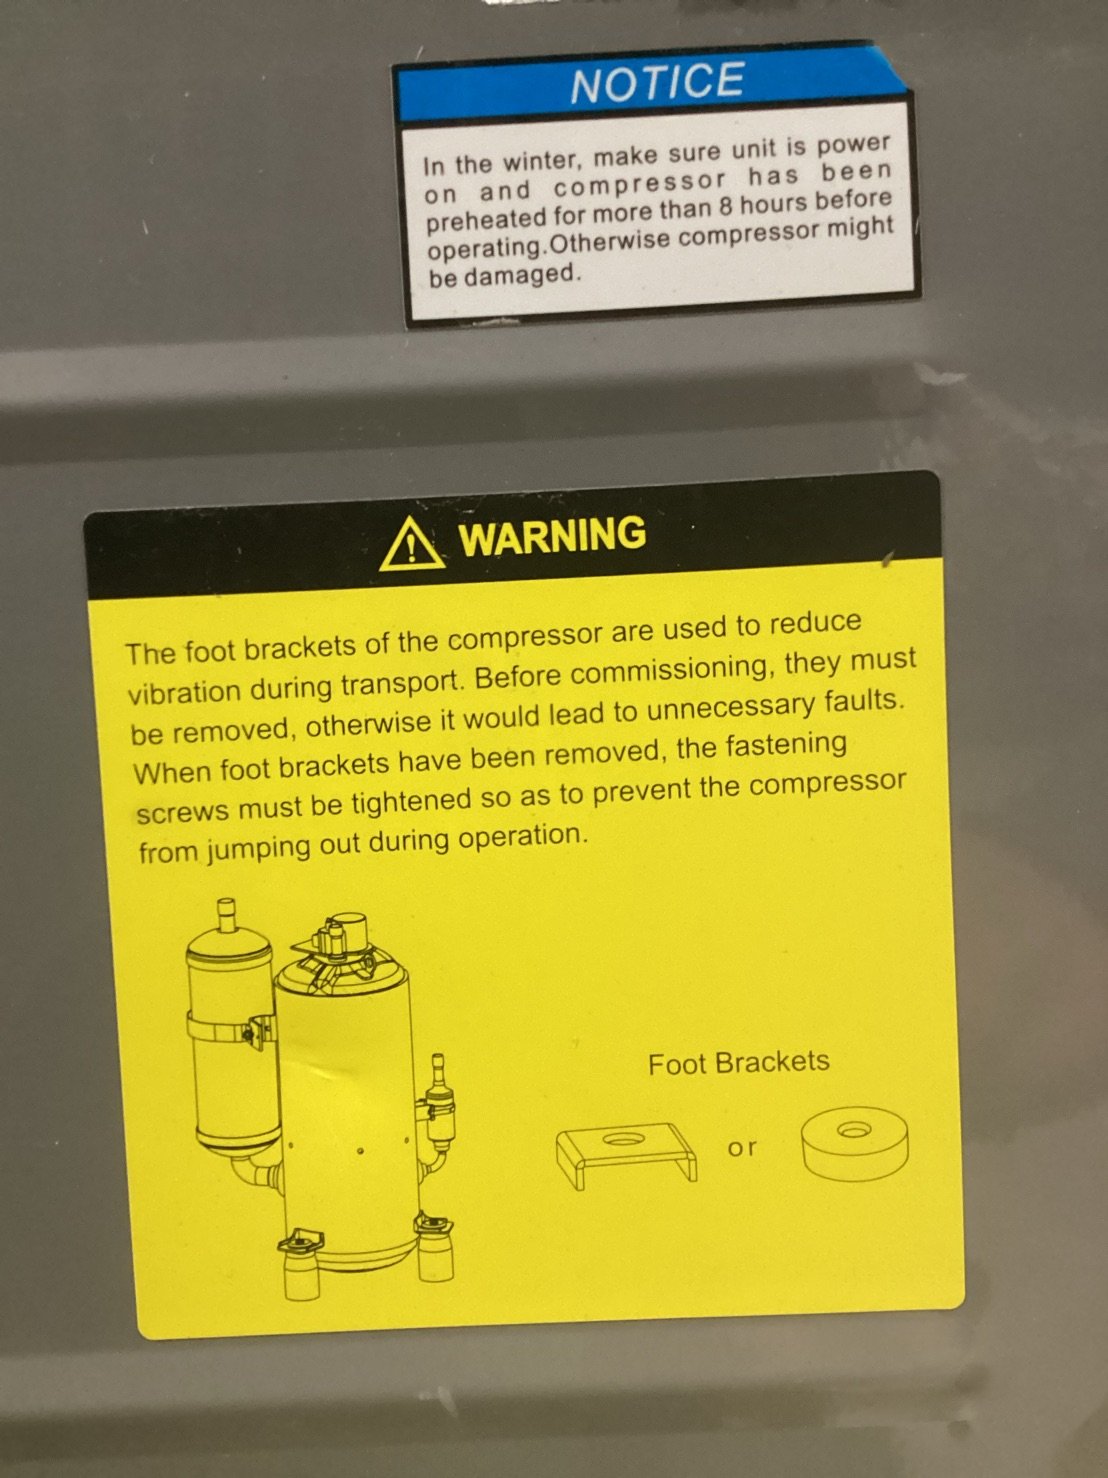 NOTICE
In the winter, make sure unit is power
on and compressor has been
preheated for more than 8 hours before
operating.Otherwise compressor might
be damaged.
WARNING
The foot brackets of the compressor are used to reduce
vibration during transport. Before commissioning, they must
be removed, otherwise it would lead to unnecessary faults.
When foot brackets have been removed, the fastening
screws must be tightened so as to prevent the compressor
from jumping out during operation.
Foot Brackets
or